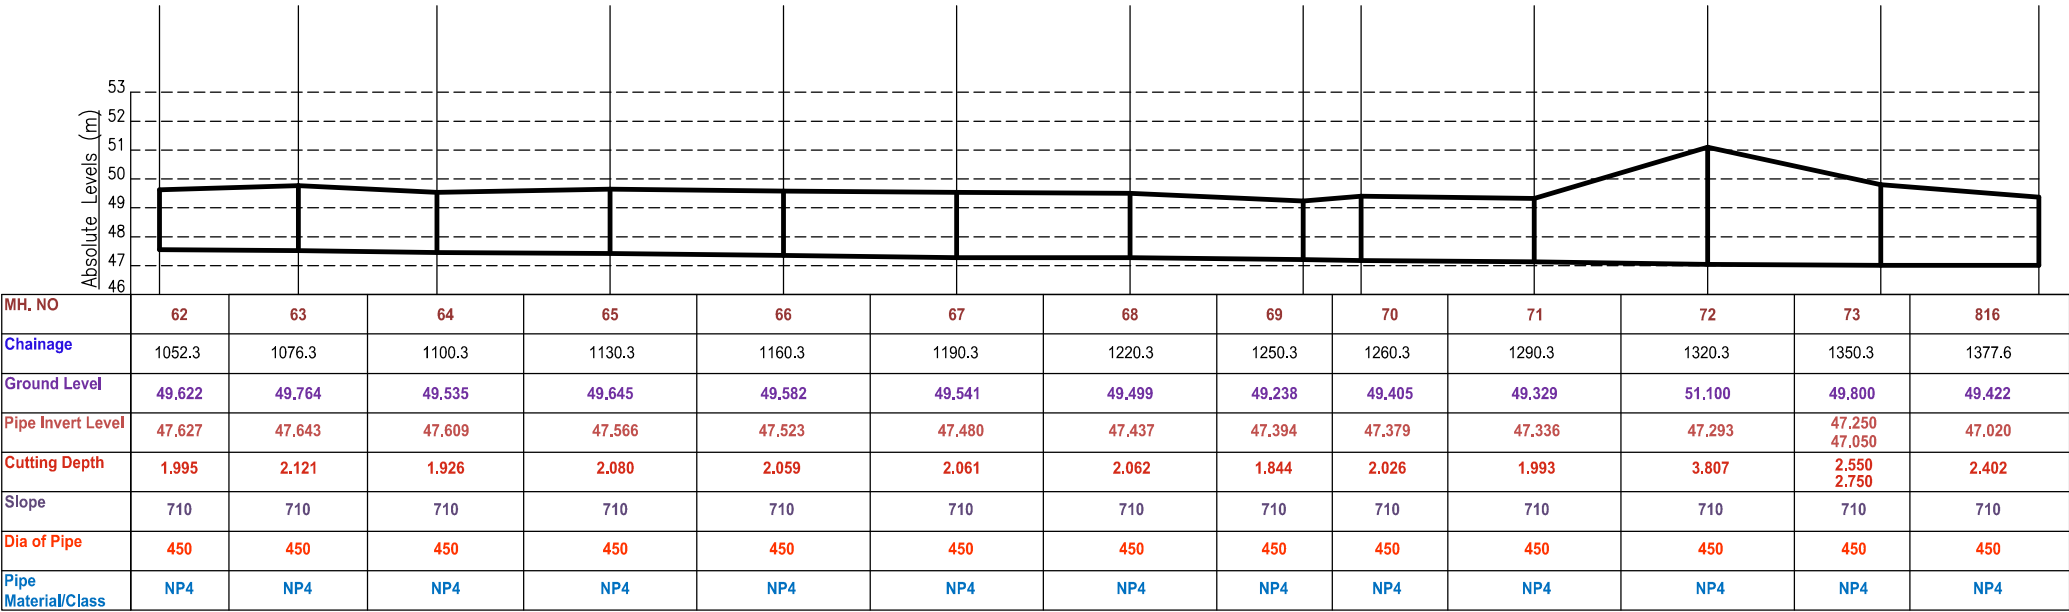 53
52
51
50
49
48
47
46
Absolute Levels (m)
MH. NO 62 63 64 65 66 67 68 69 70 71 72 73 816
Chainage 1052.3 1076.3 1100.3 1130.3 1160.3 1190.3 1220.3 1250.3 1260.3 1290.3 1320.3 1350.3 1377.6
Ground Level 49.622 49.764 49.535 49.645 49.582 49.541 49.499 49.238 49.405 49.329 51.100 49.800 49.422
Pipe Invert Level 47.627 47.643 47.609 47.566 47.523 47.480 47.437 47.394 47.379 47.336 47.293 47.250 47.020
47.050
Cutting Depth 1.995 2.121 1.926 2.080 2.059 2.061 2.062 1.844 2.026 1.993 3.807 2.550 2.402
2.750
Slope 710 710 710 710 710 710 710 710 710 710 710 710 710
Dia of Pipe 450 450 450 450 450 450 450 450 450 450 450 450 450
Pipe
Material/Class NP4 NP4 NP4 NP4 NP4 NP4 NP4 NP4 NP4 NP4 NP4 NP4 NP4